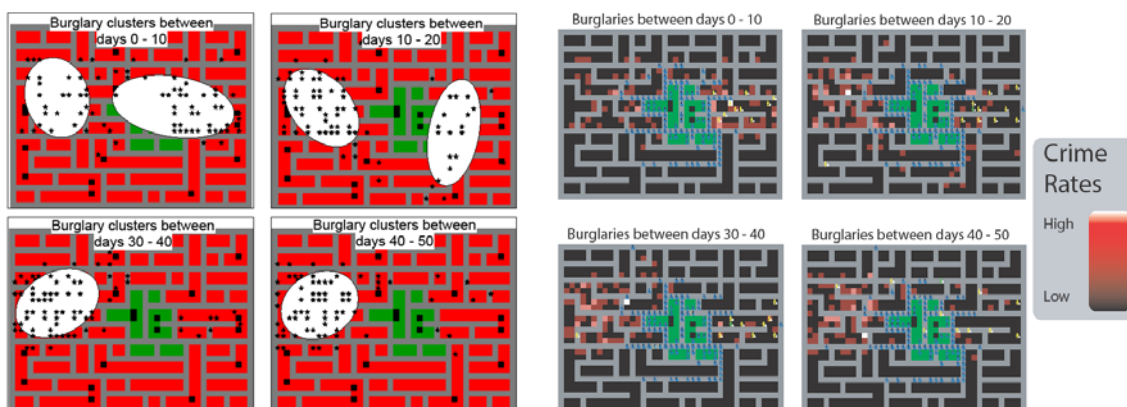 Burglary clusters between
days 0 - 10
Burglary clusters between
days 10 - 20
Burglaries between days 0 - 10
Burglaries between days 10 - 20
Burglary clusters between
days 30 - 40
Burglary clusters between
days 40 - 50
Burglaries between days 30 - 40
Burglaries between days 40 - 50
Crime
Rates
High
Low